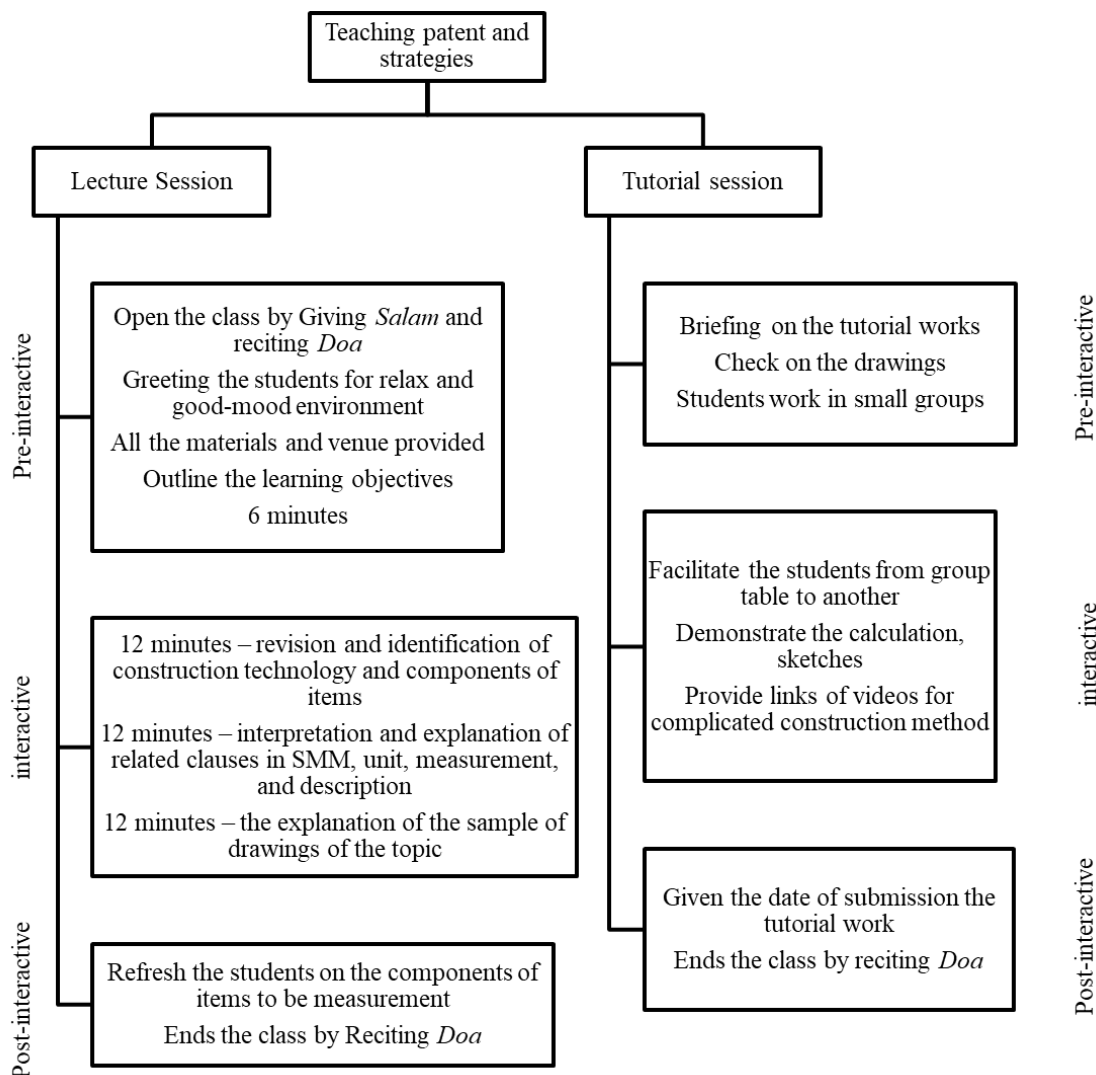 Teaching patent and
strategies
Lecture Session
Pre-interactive
Open the class by Giving Salam and
reciting Doa
Greeting the students for relax and
good-mood environment
All the materials and venue provided
Outline the learning objectives
6 minutes
interactive
12 minutes – revision and identification of
construction technology and components of
items
12 minutes – interpretation and explanation of
related clauses in SMM, unit, measurement,
and description
12 minutes – the explanation of the sample of
drawings of the topic
Post-interactive
Refresh the students on the components of
items to be measurement
Ends the class by Reciting Doa
Tutorial session
Briefing on the tutorial works
Check on the drawings
Students work in small groups
Pre-interactive
Facilitate the students from group
table to another
Demonstrate the calculation,
sketches
Provide links of videos for
complicated construction method
interactive
Given the date of submission the
tutorial work
Ends the class by reciting Doa
Post-interactive